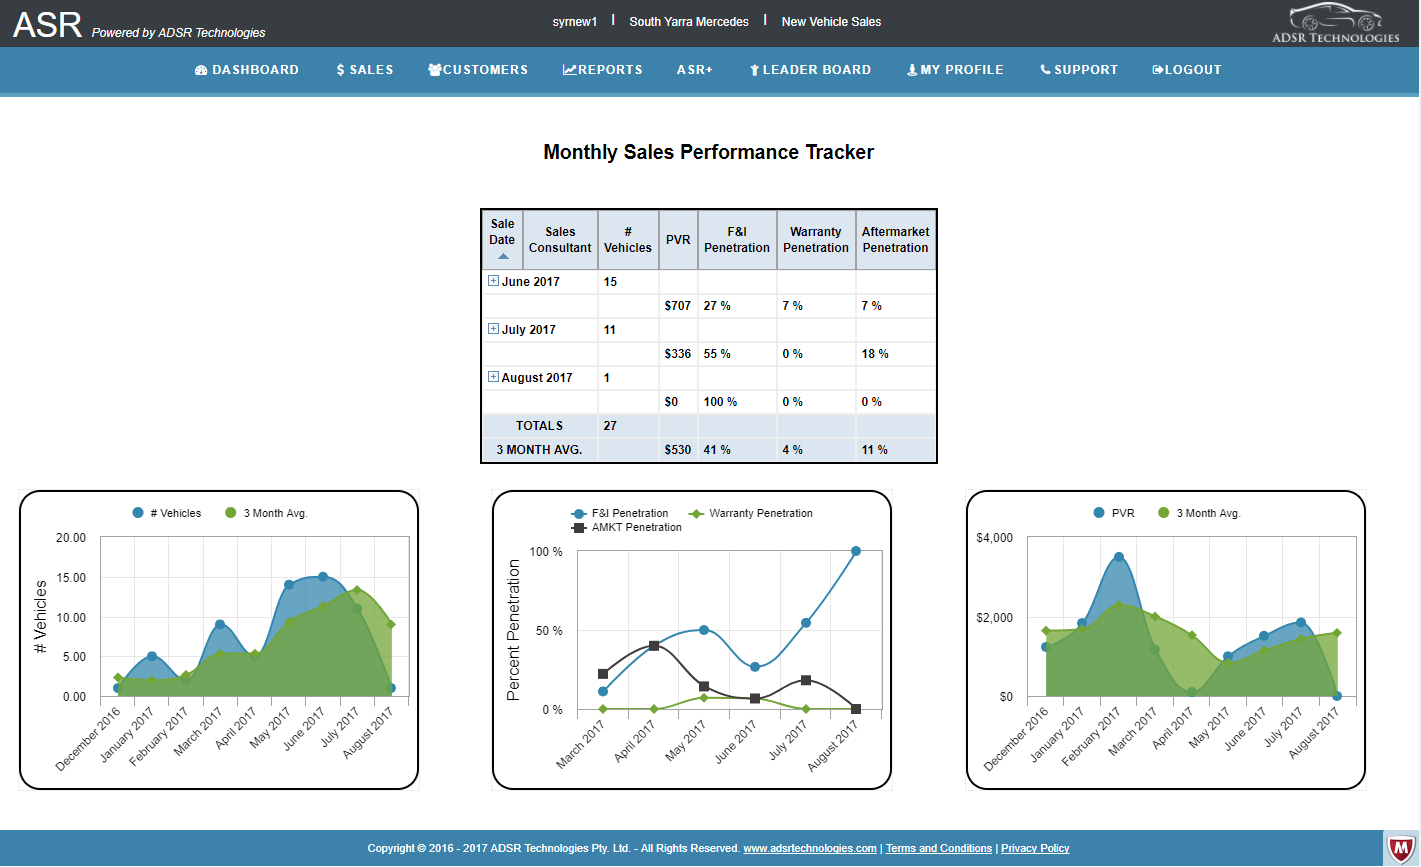 ASR Powered by ADSR Technologies
syrnew1 | South Yarra Mercedes | New Vehicle Sales
ADSR TECHNOLOGIES
DASHBOARD $ SALES CUSTOMERS REPORTS ASR+ LEADER BOARD MY PROFILE SUPPORT LOGOUT
Monthly Sales Performance Tracker
Sale Date Sales Consultant # Vehicles PVR F&I Penetration Warranty Penetration Aftermarket Penetration
June 2017 15
$707 27 % 7 % 7 %
July 2017 11
$336 55 % 0 % 18 %
August 2017 1
$0 100 % 0 % 0 %
TOTALS 27
3 MONTH AVG. $530 41 % 4 % 11 %
# Vehicles 3 Month Avg.
20.00
15.00
10.00
5.00
0.00
# Vehicles
December 2016 January 2017 February 2017 March 2017 April 2017 May 2017 June 2017 July 2017 August 2017
F&I Penetration Warranty Penetration
AMKT Penetration
100 %
50 %
0 %
Percent Penetration
March 2017 April 2017 May 2017 June 2017 July 2017 August 2017
PVR 3 Month Avg.
$4,000
$2,000
$0
December 2016 January 2017 February 2017 March 2017 April 2017 May 2017 June 2017 July 2017 August 2017
Copyright © 2016 - 2017 ADSR Technologies Pty. Ltd. - All Rights Reserved. www.adsrtechnologies.com | Terms and Conditions | Privacy Policy
M